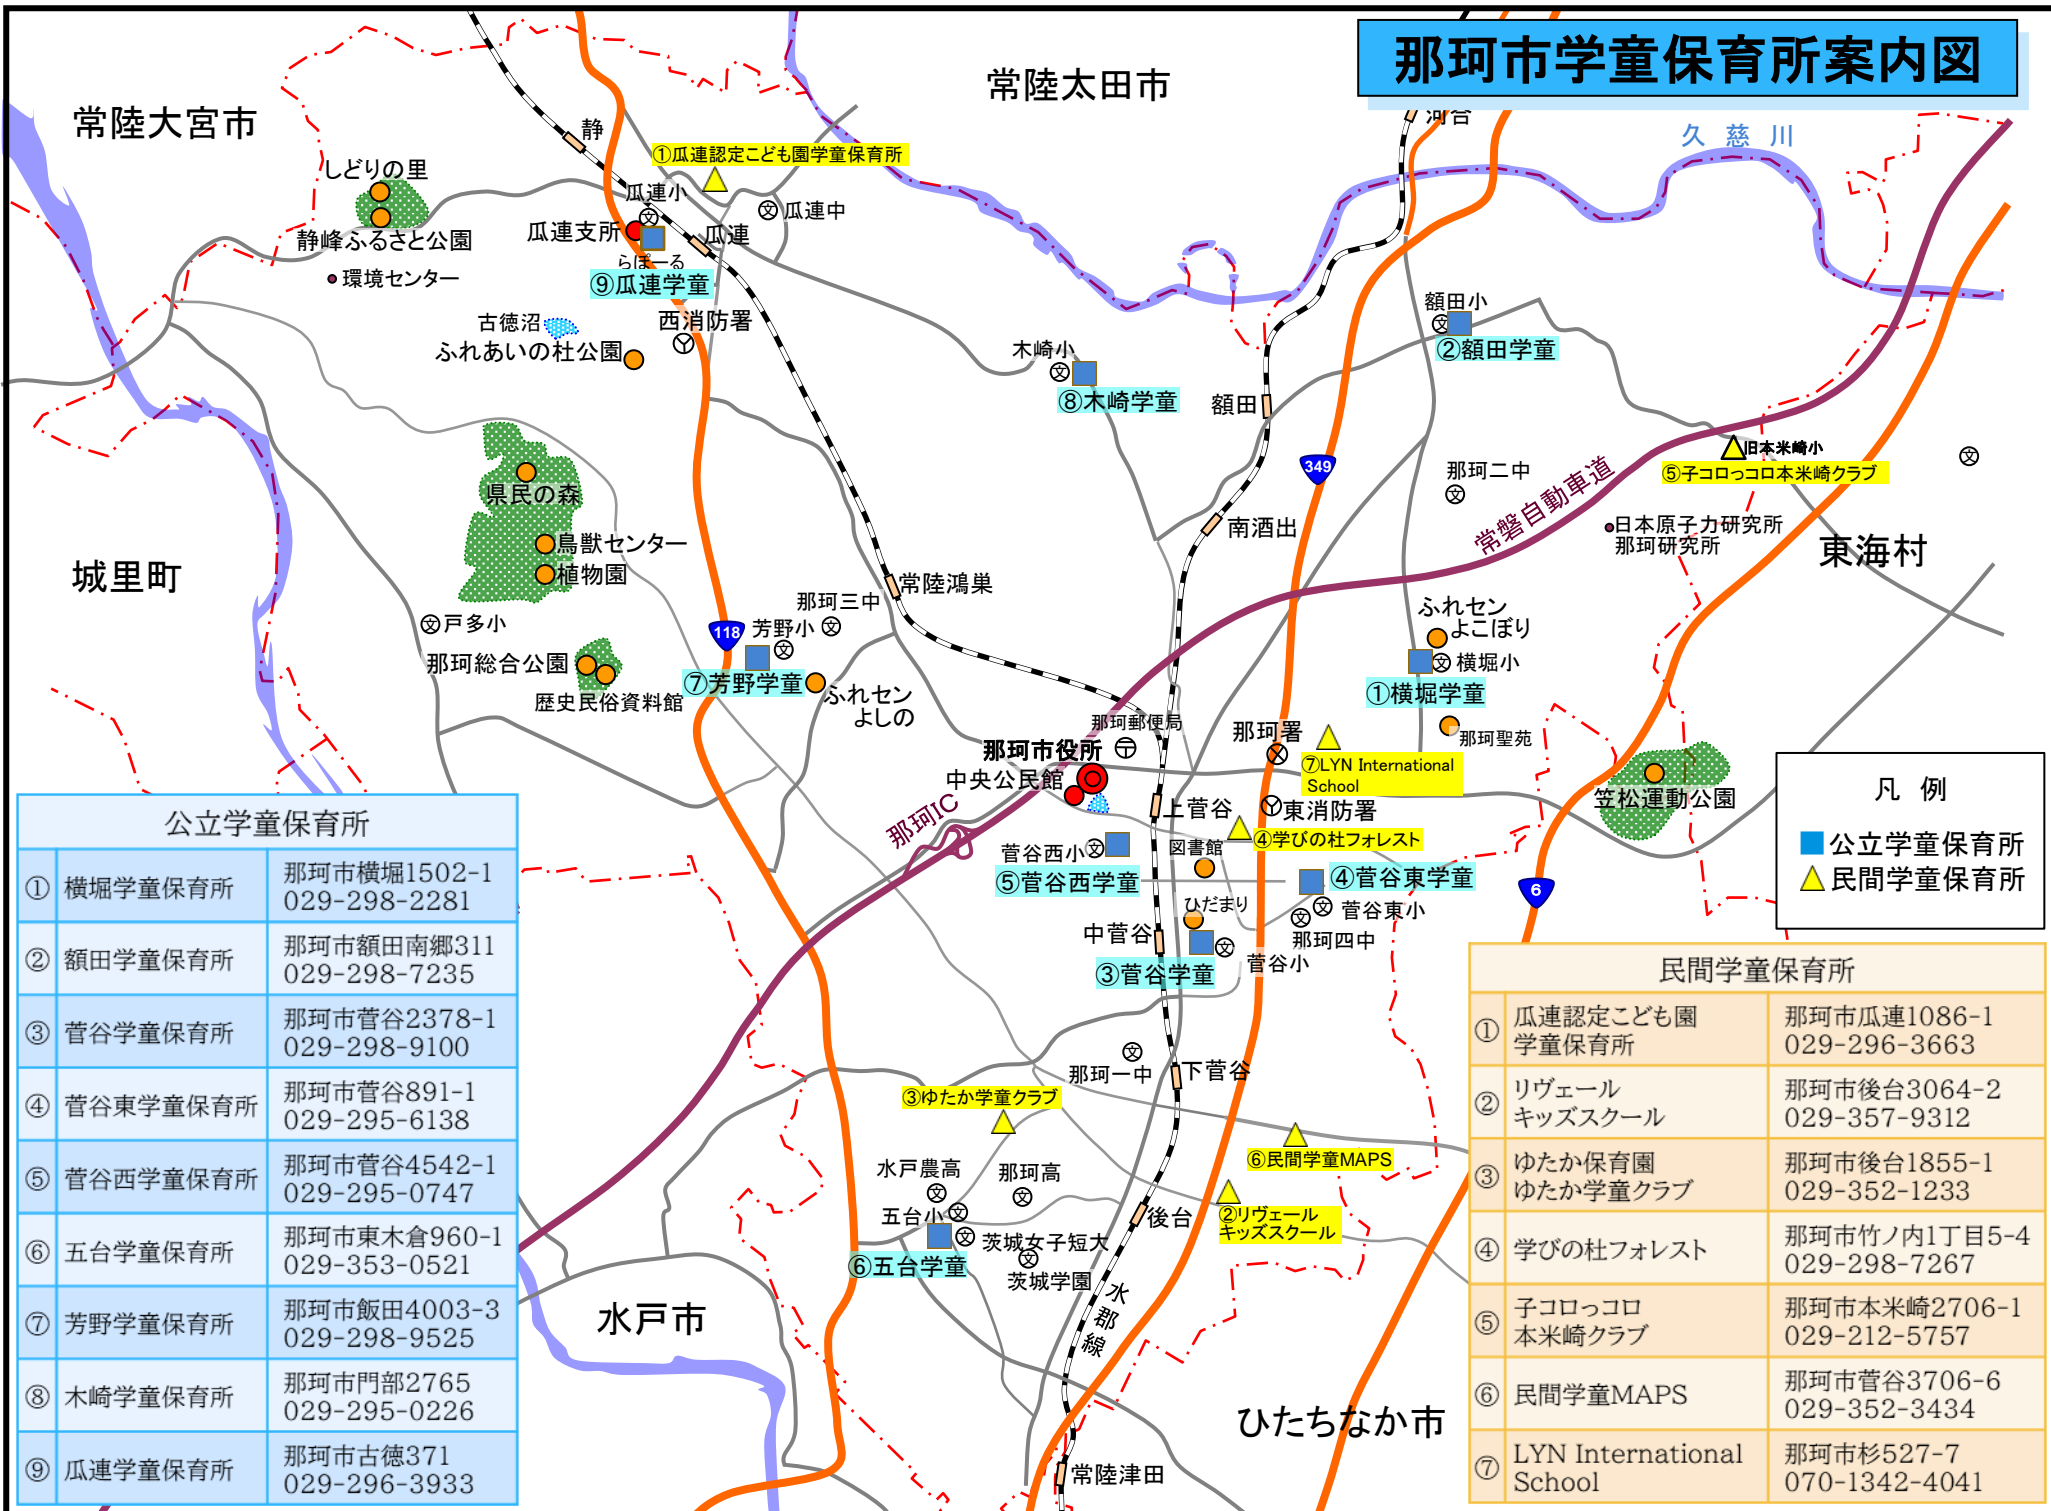 那珂市学童保育所案内図
常陸大宮市
常陸太田市
久慈川
河合
静
①瓜連認定こども園学童保育所
しどりの里
静峰ふるさと公園
環境センター
瓜連小
瓜連中
瓜連支所
瓜連
らぽーる
⑨瓜連学童
古徳沼
西消防署
ふれあいの杜公園
木崎小
⑧木崎学童
額田小
②額田学童
額田
349
旧本米崎小
⑤子コロっコロ本米崎クラブ
那珂二中
常磐自動車道
日本原子力研究所
那珂研究所
東海村
南酒出
県民の森
鳥獣センター
植物園
城里町
常陸鴻巣
那珂三中
戸多小
118
芳野小
⑦芳野学童
那珂総合公園
歴史民俗資料館
ふれセン
よしの
ふれセン
よこぼり
横堀小
①横堀学童
那珂聖苑
那珂郵便局
那珂市役所
中央公民館
那珂署
⑦LYN International
School
笠松運動公園
那珂IC
上菅谷
東消防署
④学びの杜フォレスト
菅谷西小
⑤菅谷西学童
図書館
④菅谷東学童
菅谷東小
那珂四中
ひだまり
中菅谷
菅谷小
③菅谷学童
6
凡 例
公立学童保育所
民間学童保育所
那珂一中
下菅谷
③ゆたか学童クラブ
⑥民間学童MAPS
水戸農高
那珂高
五台小
茨城女子短大
茨城学園
⑥五台学童
後台
②リヴェール
キッズスクール
水郡線
水戸市
ひたちなか市
常陸津田
公立学童保育所
① 横堀学童保育所 那珂市横堀1502-1
029-298-2281
② 額田学童保育所 那珂市額田南郷311
029-298-7235
③ 菅谷学童保育所 那珂市菅谷2378-1
029-298-9100
④ 菅谷東学童保育所 那珂市菅谷891-1
029-295-6138
⑤ 菅谷西学童保育所 那珂市菅谷4542-1
029-295-0747
⑥ 五台学童保育所 那珂市東木倉960-1
029-353-0521
⑦ 芳野学童保育所 那珂市飯田4003-3
029-298-9525
⑧ 木崎学童保育所 那珂市門部2765
029-295-0226
⑨ 瓜連学童保育所 那珂市古徳371
029-296-3933
民間学童保育所
① 瓜連認定こども園 那珂市瓜連1086-1
学童保育所 029-296-3663
② リヴェール 那珂市後台3064-2
キッズスクール 029-357-9312
③ ゆたか保育園 那珂市後台1855-1
ゆたか学童クラブ 029-352-1233
④ 学びの杜フォレスト 那珂市竹ノ内1丁目5-4
029-298-7267
⑤ 子コロっコロ 那珂市本米崎2706-1
本米崎クラブ 029-212-5757
⑥ 民間学童MAPS 那珂市菅谷3706-6
029-352-3434
⑦ LYN International 那珂市杉527-7
School 070-1342-4041